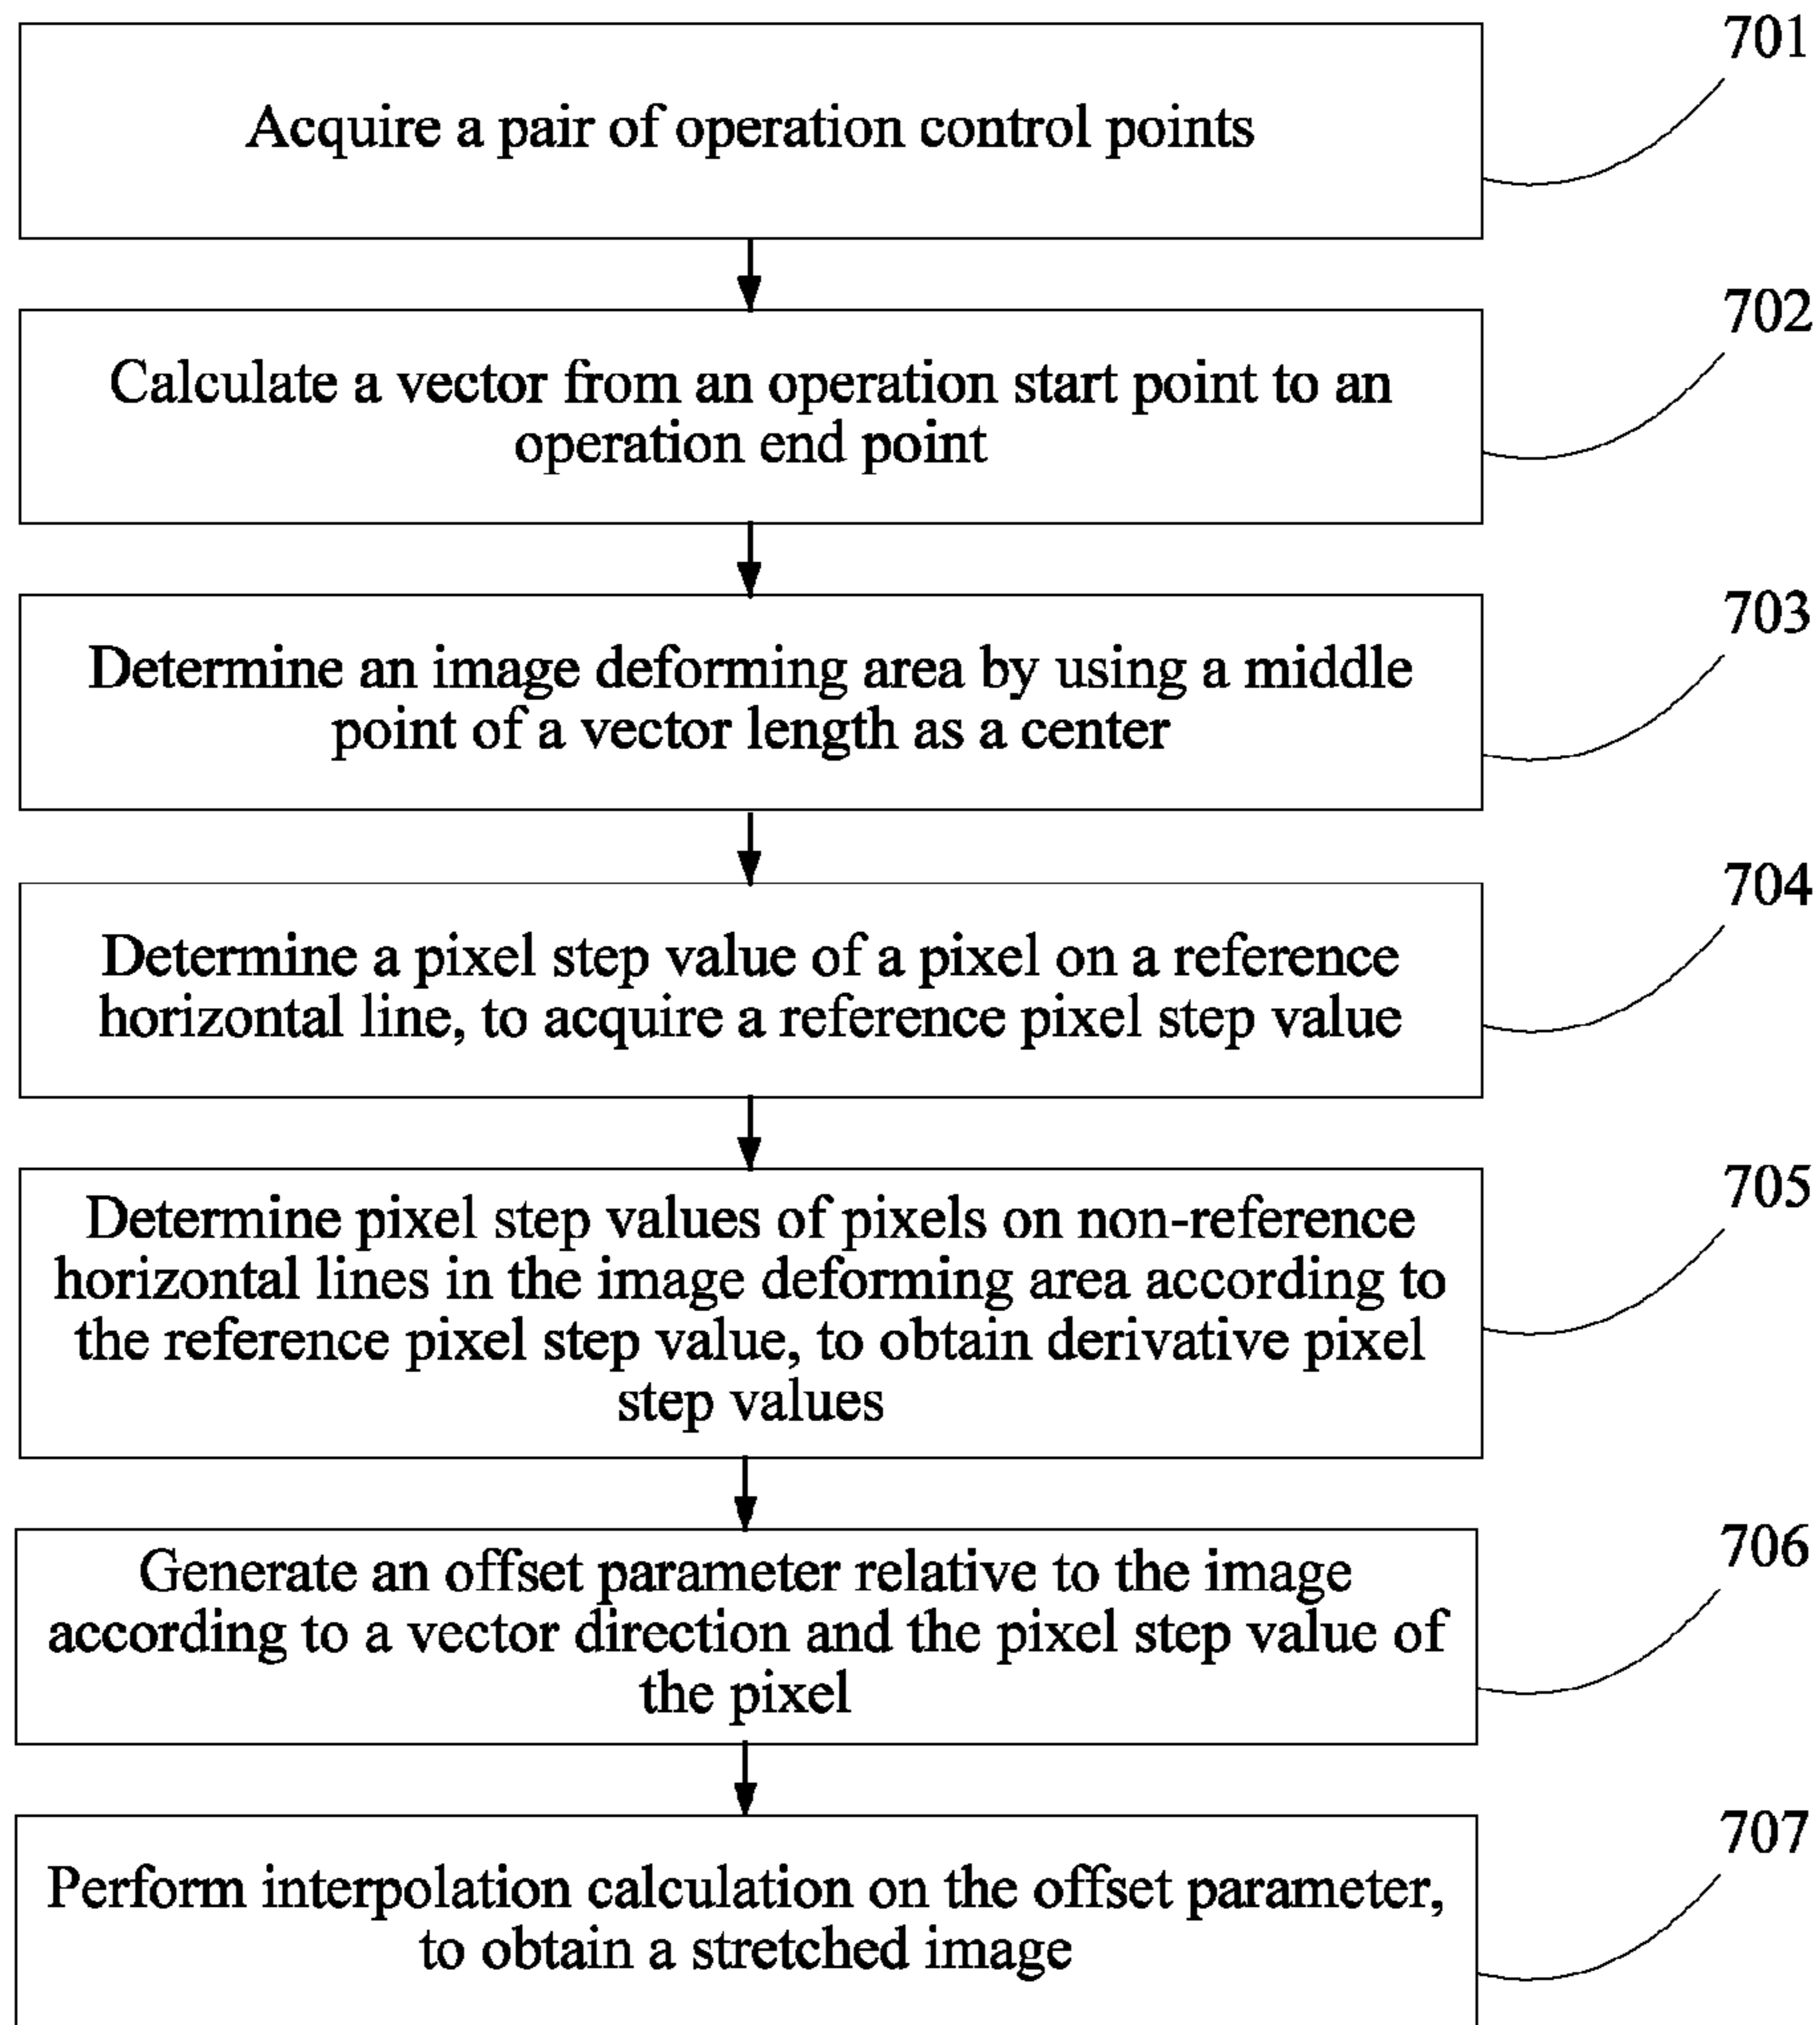 701
Acquire a pair of operation control points
702
Calculate a vector from an operation start point to an
operation end point
703
Determine an image deforming area by using a middle
point of a vector length as a center
704
Determine a pixel step value of a pixel on a reference
horizontal line, to acquire a reference pixel step value
705
Determine pixel step values of pixels on non-reference
horizontal lines in the image deforming area according to
the reference pixel step value, to obtain derivative pixel
step values
706
Generate an offset parameter relative to the image
according to a vector direction and the pixel step value of
the pixel
707
Perform interpolation calculation on the offset parameter,
to obtain a stretched image